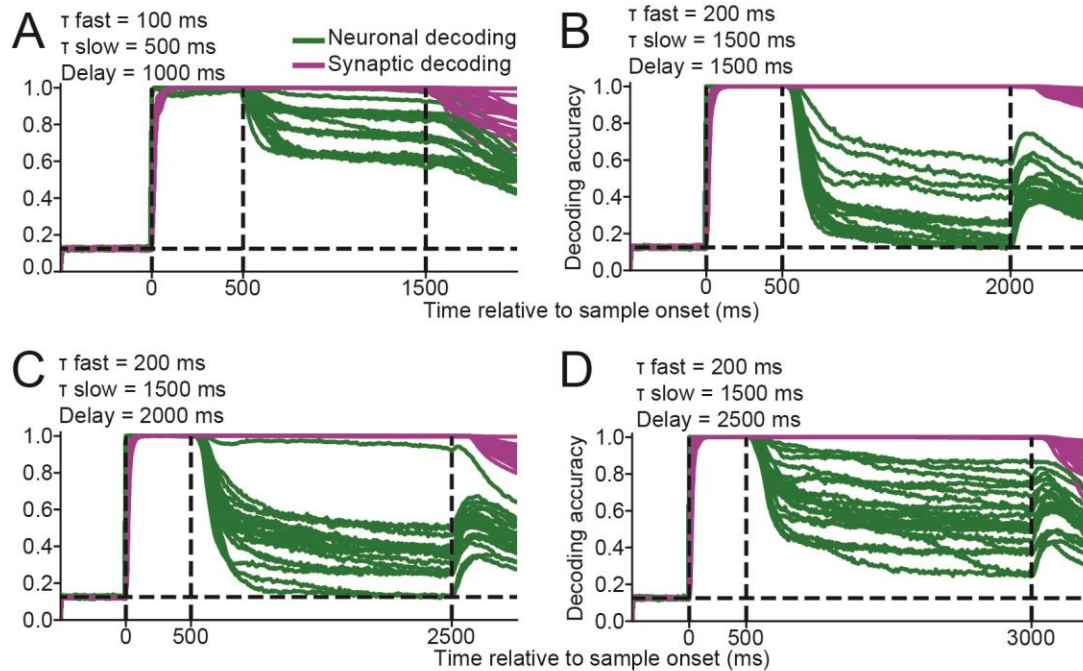 A
τ fast = 100 ms
τ slow = 500 ms
Delay = 1000 ms
Neuronal decoding
Synaptic decoding
1.0
0.8
0.6
0.4
0.2
0.0
0
500
1500
B
τ fast = 200 ms
τ slow = 1500 ms
Delay = 1500 ms
Decoding accuracy
1.0
0.8
0.6
0.4
0.2
0.0
0
500
2000
Time relative to sample onset (ms)
C
τ fast = 200 ms
τ slow = 1500 ms
Delay = 2000 ms
1.0
0.8
0.6
0.4
0.2
0.0
0
500
2500
Time relative to sample onset (ms)
D
τ fast = 200 ms
τ slow = 1500 ms
Delay = 2500 ms
Decoding accuracy
1.0
0.8
0.6
0.4
0.2
0.0
0
500
3000
Time relative to sample onset (ms)